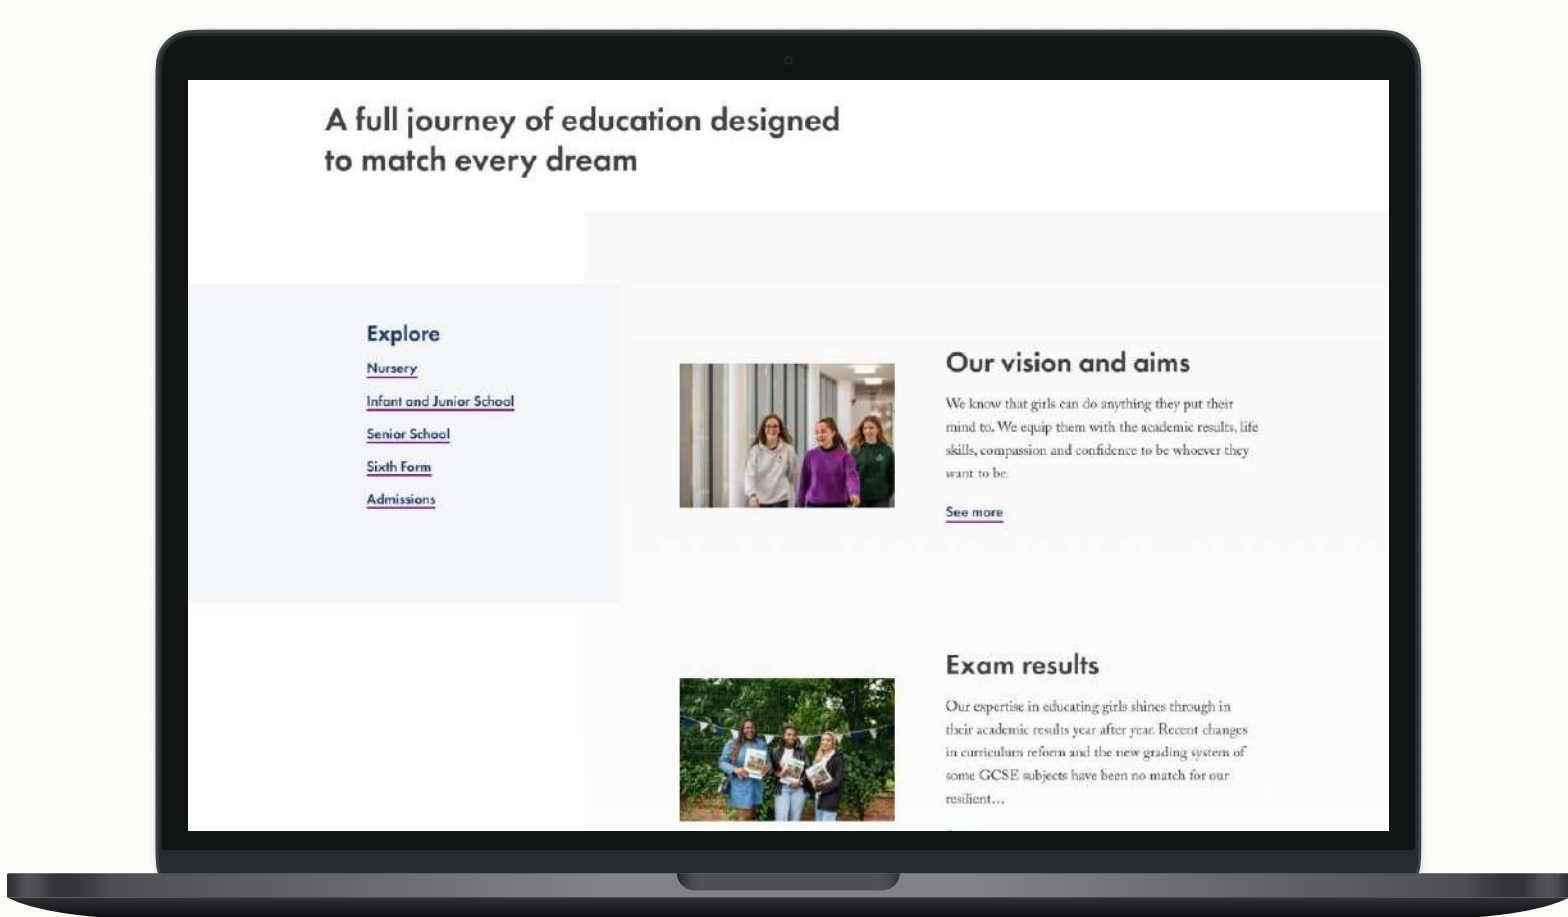 A full journey of education designed
to match every dream
Explore
Nursery
Infant and Junior School
Senior School
Sixth Form
Admissions
Our vision and aims
We know that girls can do anything they put their
mind to. We equip them with the academic results, life
skills, compassion and confidence to be whoever they
want to be.
See more
Exam results
Our expertise in educating girls shines through in
their academic results year after year. Recent changes
in curriculum reform and the new grading system of
some GCSE subjects have been no match for our
resilient...